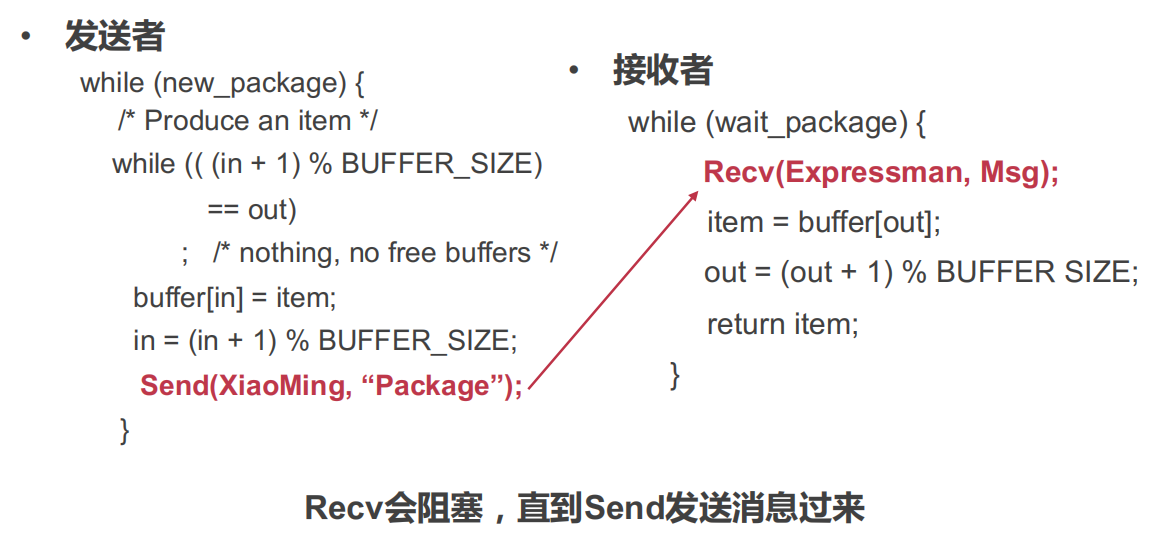 • 发送者
while (new_package) {
/* Produce an item */
while (( (in + 1) % BUFFER_SIZE)
== out)
; /* nothing, no free buffers */
buffer[in] = item;
in = (in + 1) % BUFFER_SIZE;
Send(XiaoMing, “Package”);
}
• 接收者
while (wait_package) {
Recv(Expressman, Msg);
item = buffer[out];
out = (out + 1) % BUFFER SIZE;
return item;
}
Recv会阻塞，直到Send发送消息过来